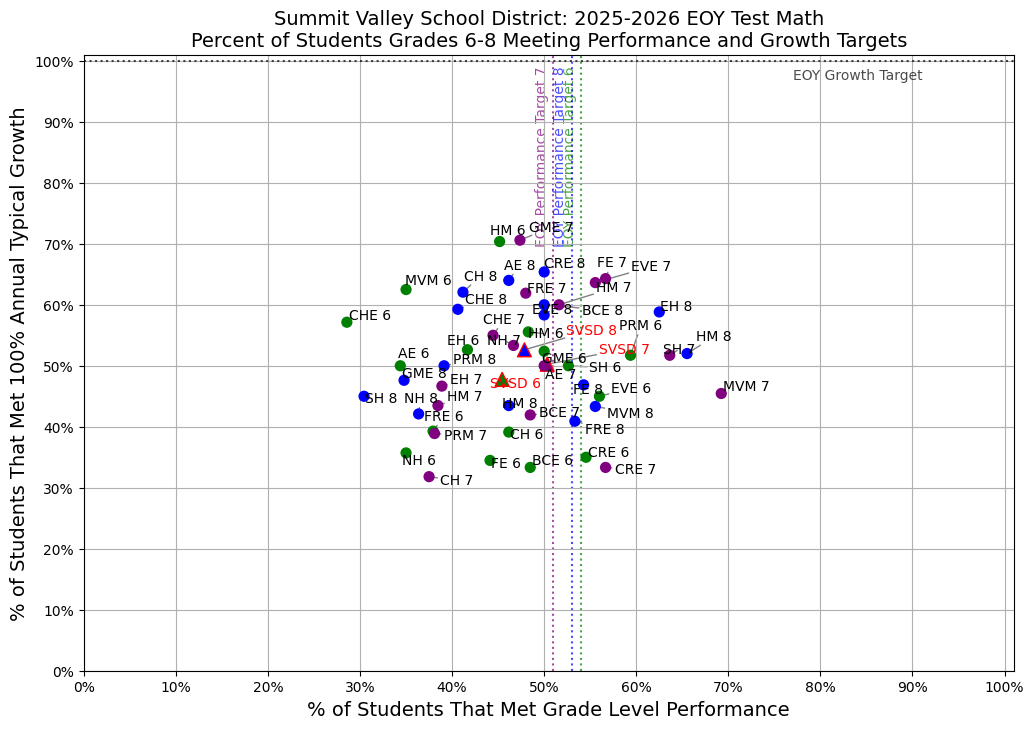 Summit Valley School District: 2025-2026 EOY Test Math
Percent of Students Grades 6-8 Meeting Performance and Growth Targets
% of Students That Met 100% Annual Typical Growth
100%
90%
80%
70%
60%
50%
40%
30%
20%
10%
0%
EOY Growth Target
EOY Performance Target 7
EOY Performance Target 8
EOY Performance Target 6
HM 6
GME 7
CRE 8
AE 8
FE 7
EVE 7
MVM 6
CH 8
FRE 7
HM 7
CHE 8
EVE 8
BCE 8
EH 8
CHE 6
CHE 7
SVSD 8
PRM 6
HM 6
HM 8
EH 6
NH 7
SVSD 7
SH 7
AE 6
PRM 8
GME 6
SH 6
GME 8
EH 7
AE 7
SVSD 6
FE 8
EVE 6
MVM 7
SH 8
NH 8
HM 7
HM 8
BCE 7
MVM 8
FRE 6
PRM 7
CH 6
FRE 8
NH 6
FE 6
BCE 6
CRE 6
CH 7
CRE 7
0%
10%
20%
30%
40%
50%
60%
70%
80%
90%
100%
% of Students That Met Grade Level Performance